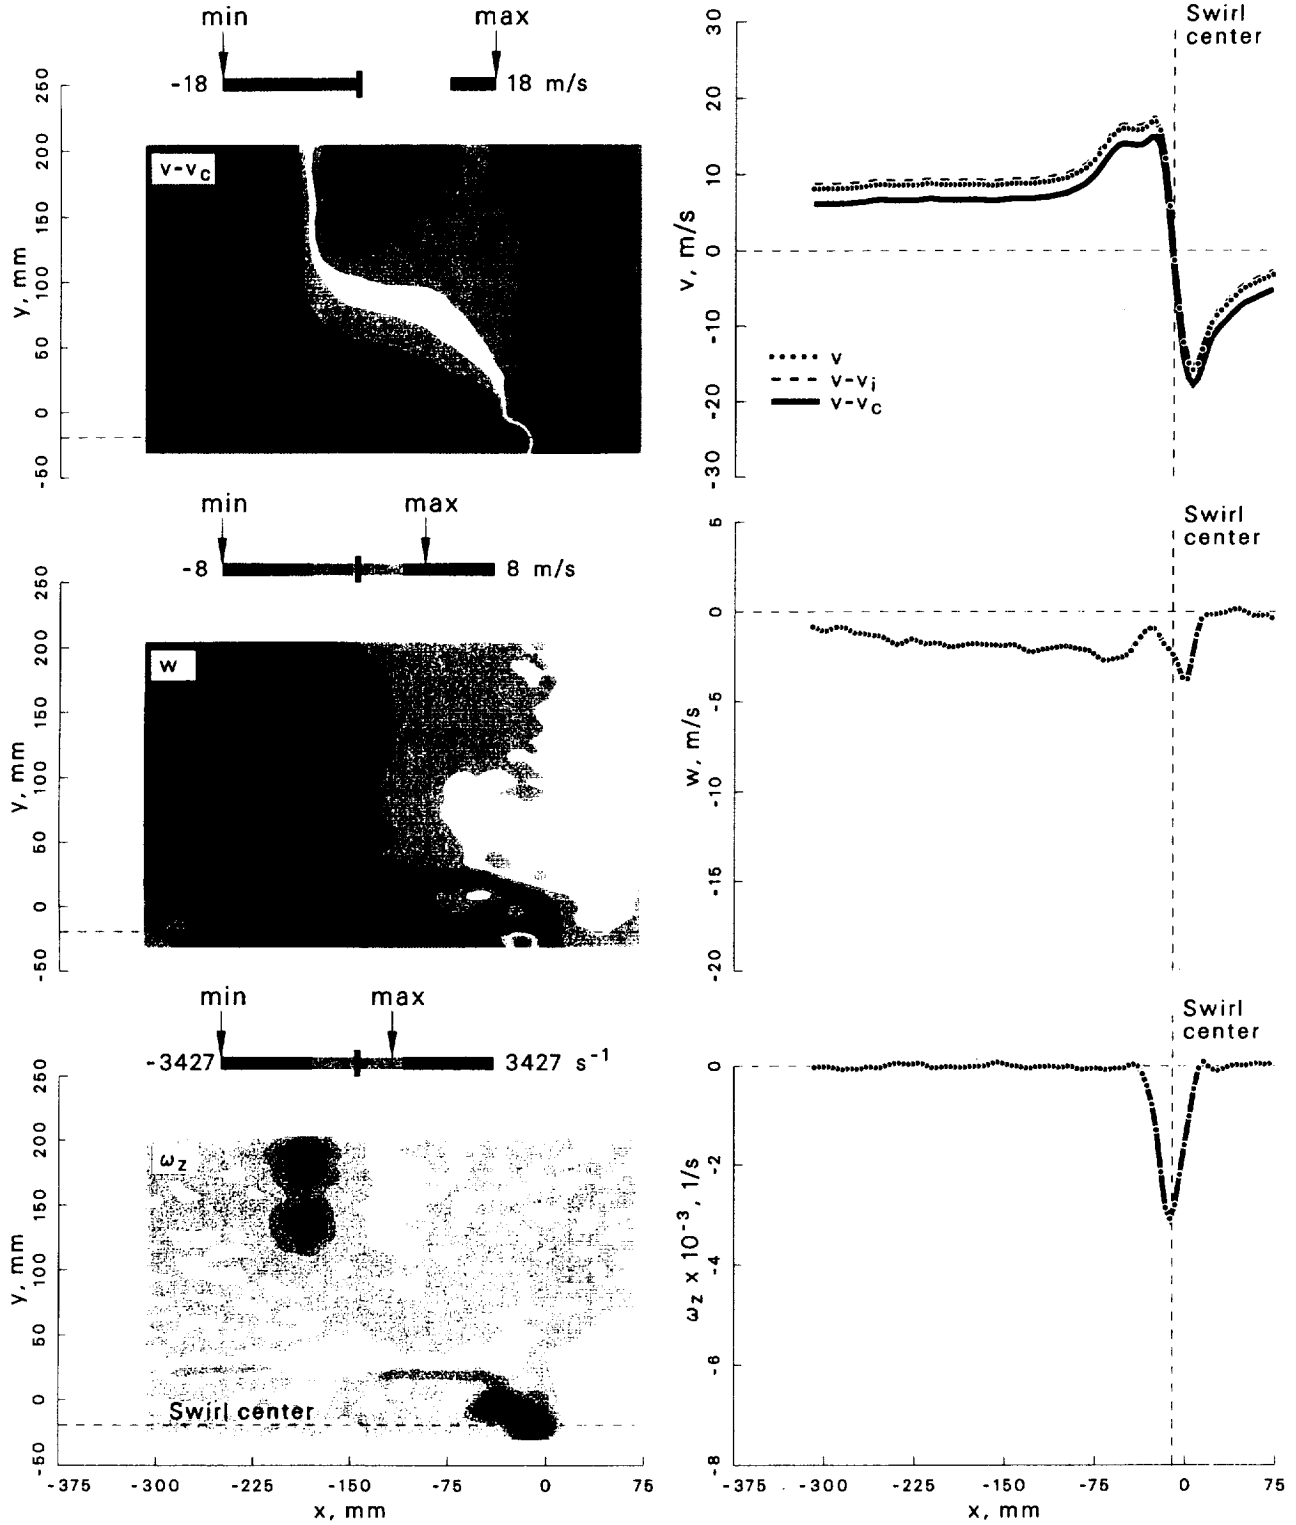 min
max
-18
18 m/s
v-vc
y, mm
250
200
150
100
50
0
-50
min
max
-8
8 m/s
w
y, mm
250
200
150
100
50
0
-50
min
max
-3427
3427 s-1
ωz
Swirl center
y, mm
250
200
150
100
50
0
-50
-375
-300
-225
-150
-75
0
75
x, mm
Swirl
center
v, m/s
30
20
10
0
-10
-20
-30
v
v-vi
v-vc
Swirl
center
w, m/s
5
0
-5
-10
-15
-20
Swirl
center
ωz x 10-3, 1/s
0
-2
-4
-6
-8
-375
-300
-225
-150
-75
0
75
x, mm